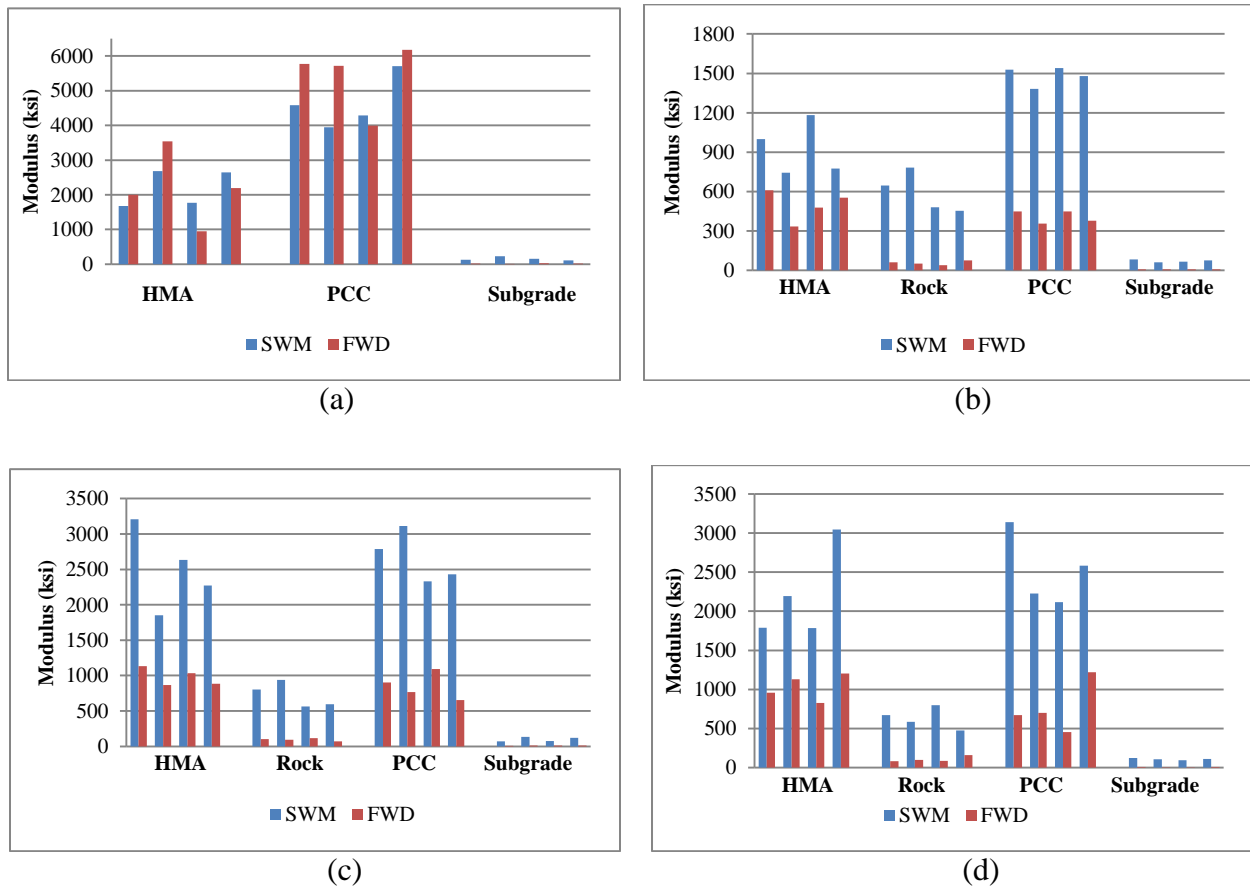 6000
5000
4000
3000
2000
1000
0
Modulus (ksi)
HMA PCC Subgrade
SWM FWD
(a)
1800
1500
1200
900
600
300
0
Modulus (ksi)
HMA Rock PCC Subgrade
SWM FWD
(b)
3500
3000
2500
2000
1500
1000
500
0
Modulus (ksi)
HMA Rock PCC Subgrade
SWM FWD
(c)
3500
3000
2500
2000
1500
1000
500
0
Modulus (ksi)
HMA Rock PCC Subgrade
SWM FWD
(d)